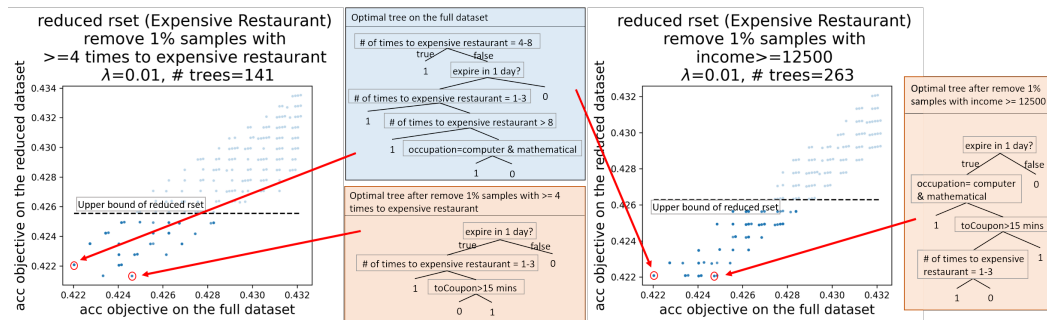 reduced rset (Expensive Restaurant)
remove 1% samples with
>=4 times to expensive restaurant
λ=0.01, # trees=141
acc objective on the reduced dataset
0.434
0.432
0.430
0.428
0.426
0.424
0.422
Upper bound of reduced rset
0.422
0.424
0.426
0.428
0.430
0.432
acc objective on the full dataset
Optimal tree on the full dataset
# of times to expensive restaurant = 4-8
true
false
1
expire in 1 day?
# of times to expensive restaurant = 1-3
0
1
# of times to expensive restaurant > 8
1
occupation=computer & mathematical
1
0
Optimal tree after remove 1% samples with >= 4
times to expensive restaurant
expire in 1 day?
true
false
# of times to expensive restaurant = 1-3
0
1
toCoupon>15 mins
0
1
reduced rset (Expensive Restaurant)
remove 1% samples with
income>=12500
λ=0.01, # trees=263
acc objective on the reduced dataset
0.432
0.430
0.428
0.426
0.424
0.422
Upper bound of reduced rset
0.422
0.424
0.426
0.428
0.430
0.432
acc objective on the full dataset
Optimal tree after remove 1%
samples with income >= 12500
expire in 1 day?
true
false
occupation= computer
& mathematical
0
1
toCoupon>15 mins
# of times to expensive
restaurant = 1-3
1
1
0